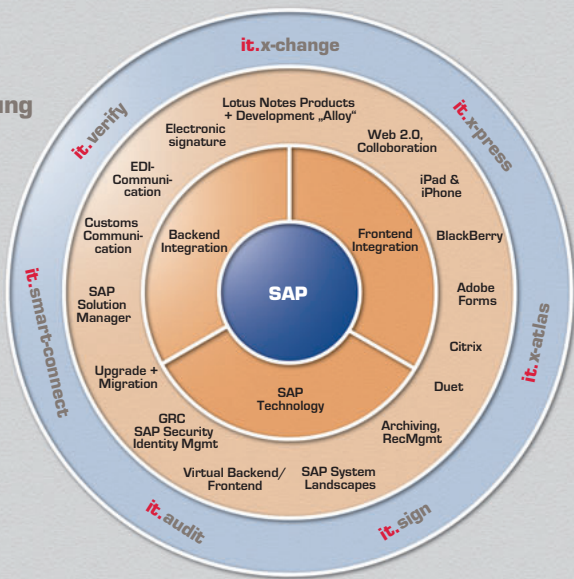 it.x-change
ung
it.verify
it.x-press
Lotus Notes Products
+ Development „Alloy“
Electronic
signature
Web 2.0,
Colloboration
EDI-
Communi-
cation
iPad &
iPhone
Customs
Communi-
cation
Backend
Integration
Frontend
Integration
BlackBerry
SAP
SAP
Solution
Manager
Adobe
Forms
it.smart-connect
it.x-atlas
Citrix
Upgrade +
Migration
Duet
SAP
Technology
GRC
SAP Security
Identity Mgmt
Archiving,
RecMgmt
Virtual Backend/
Frontend
SAP System
Landscapes
it.audit
it.sign